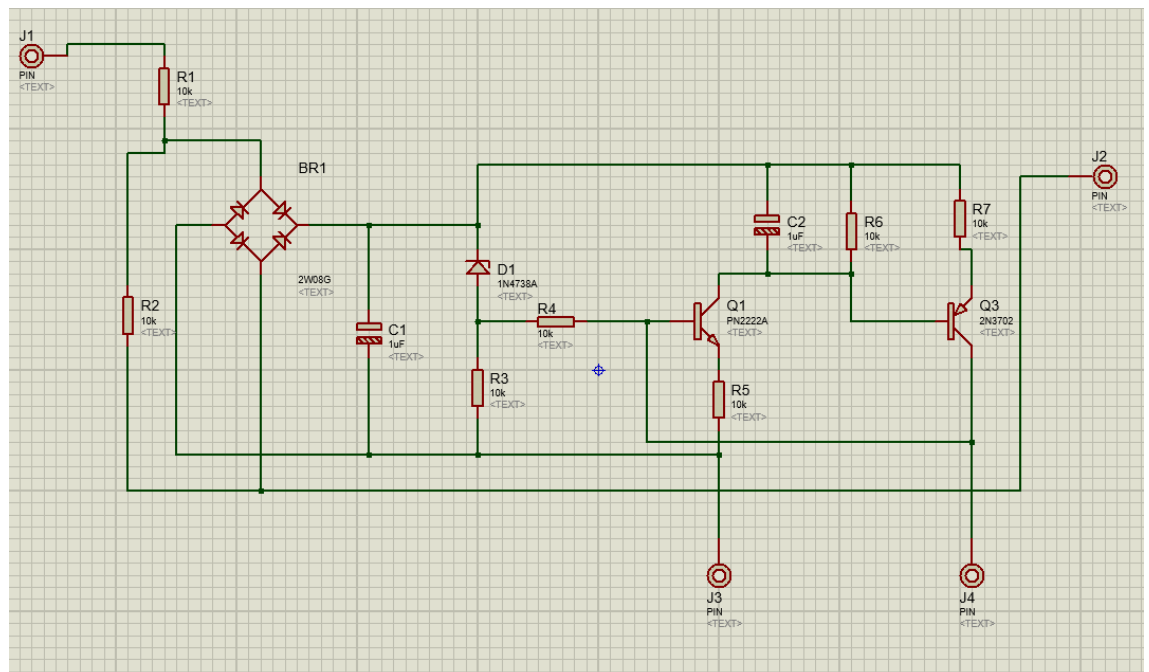 J1
PIN
<TEXT>
R1
10k
<TEXT>
BR1
2W08G
<TEXT>
R2
10k
<TEXT>
C1
1uF
<TEXT>
D1
1N4738A
<TEXT>
R4
10k
<TEXT>
R3
10k
<TEXT>
Q1
PN2222A
<TEXT>
R5
10k
<TEXT>
C2
1uF
<TEXT>
R6
10k
<TEXT>
R7
10k
<TEXT>
Q3
2N3702
<TEXT>
J2
PIN
<TEXT>
J3
PIN
<TEXT>
J4
PIN
<TEXT>